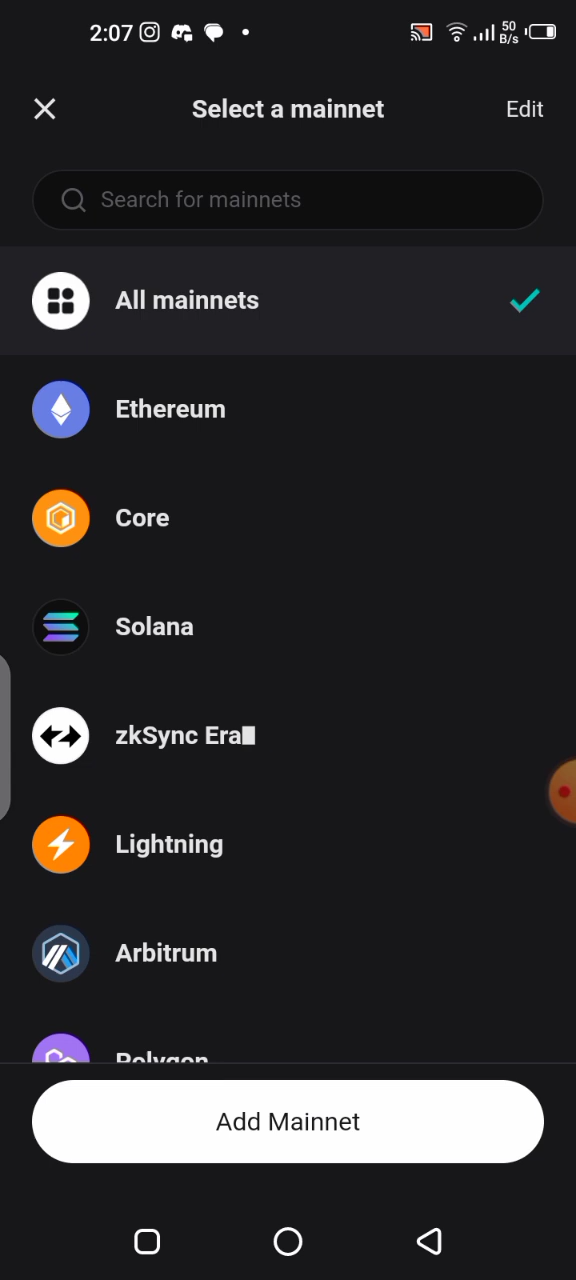 2:07
50
B/s
Select a mainnet
Edit
Search for mainnets
All mainnets
Ethereum
Core
Solana
zkSync Era
Lightning
Arbitrum
Polygon
Add Mainnet